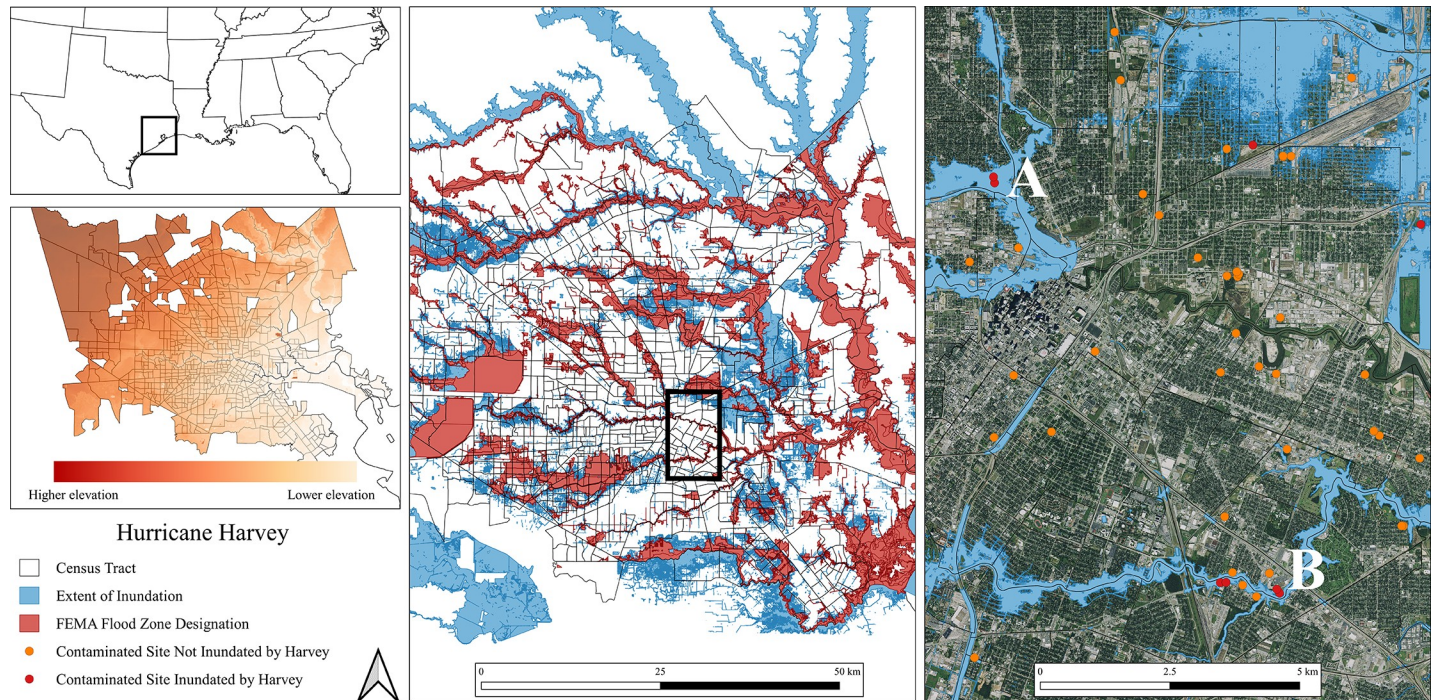 Higher elevation
Lower elevation
Hurricane Harvey
Census Tract
Extent of Inundation
FEMA Flood Zone Designation
Contaminated Site Not Inundated by Harvey
Contaminated Site Inundated by Harvey
0
25
50 km
A
B
0
2.5
5 km